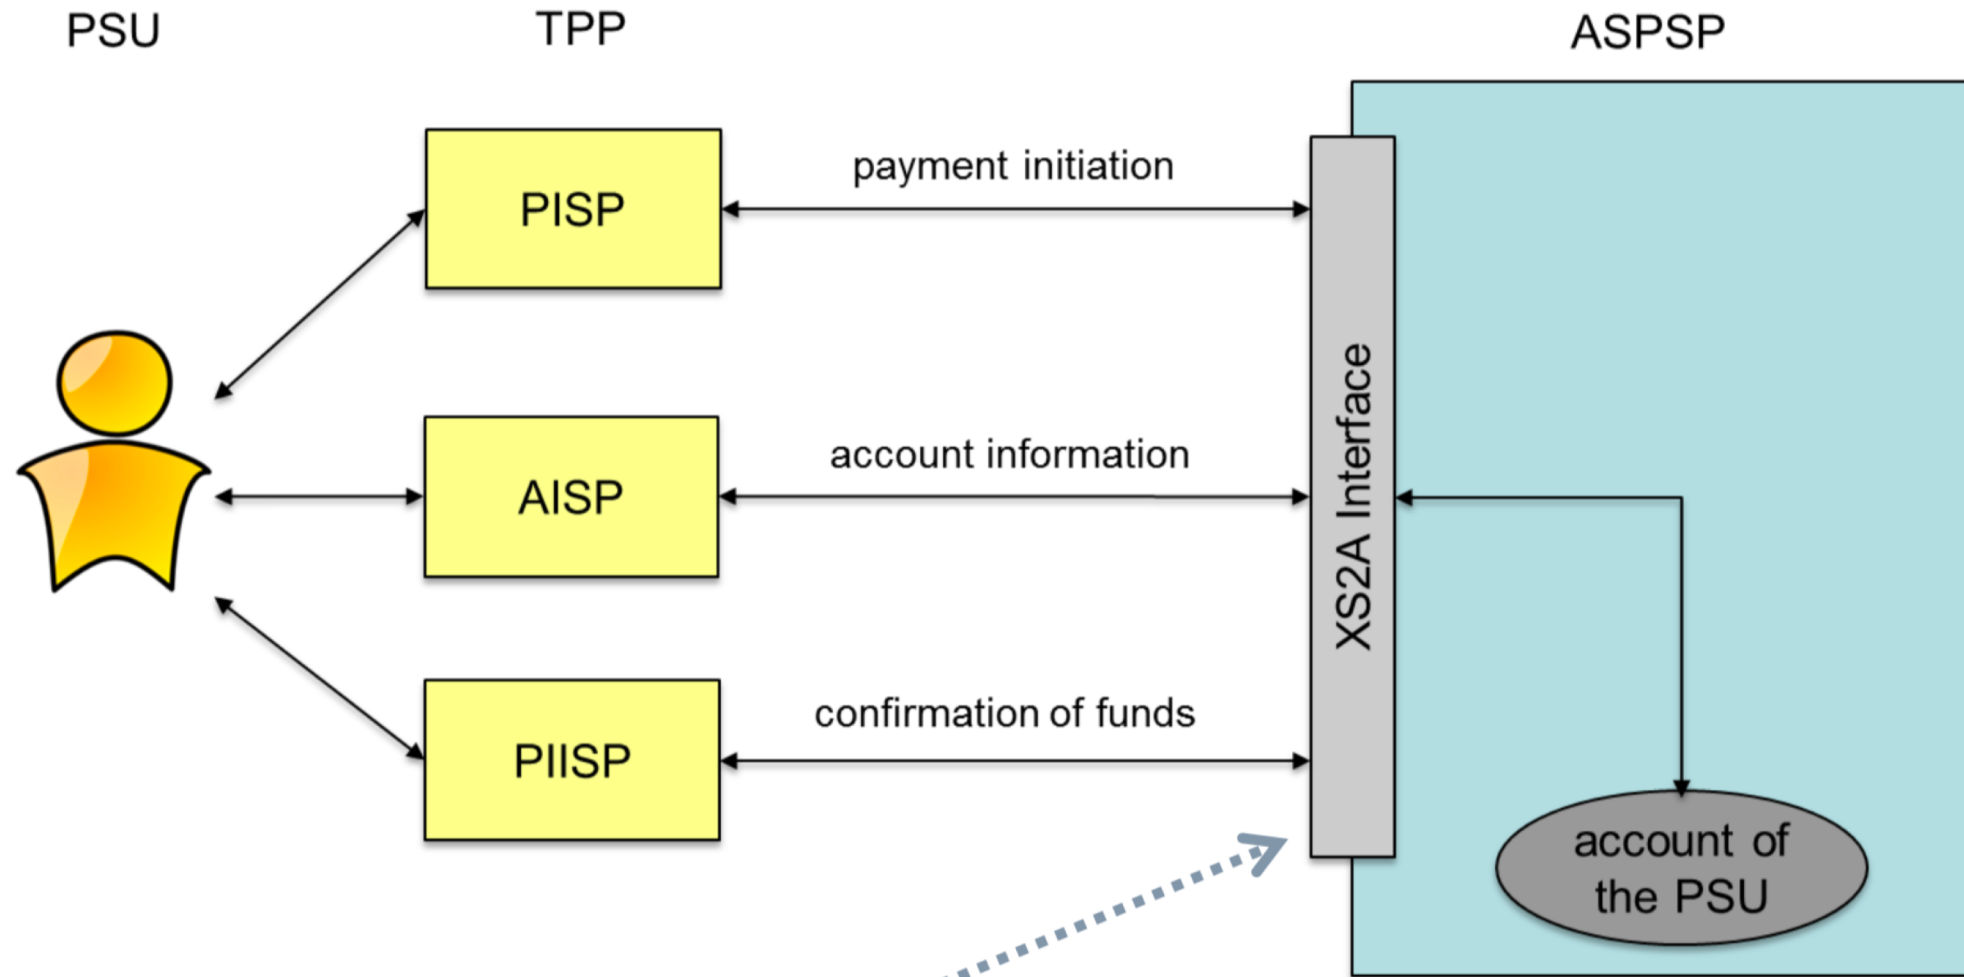 PSU
TPP
ASPSP
PISP
payment initiation
AISP
account information
PIISP
confirmation of funds
XS2A Interface
account of
the PSU